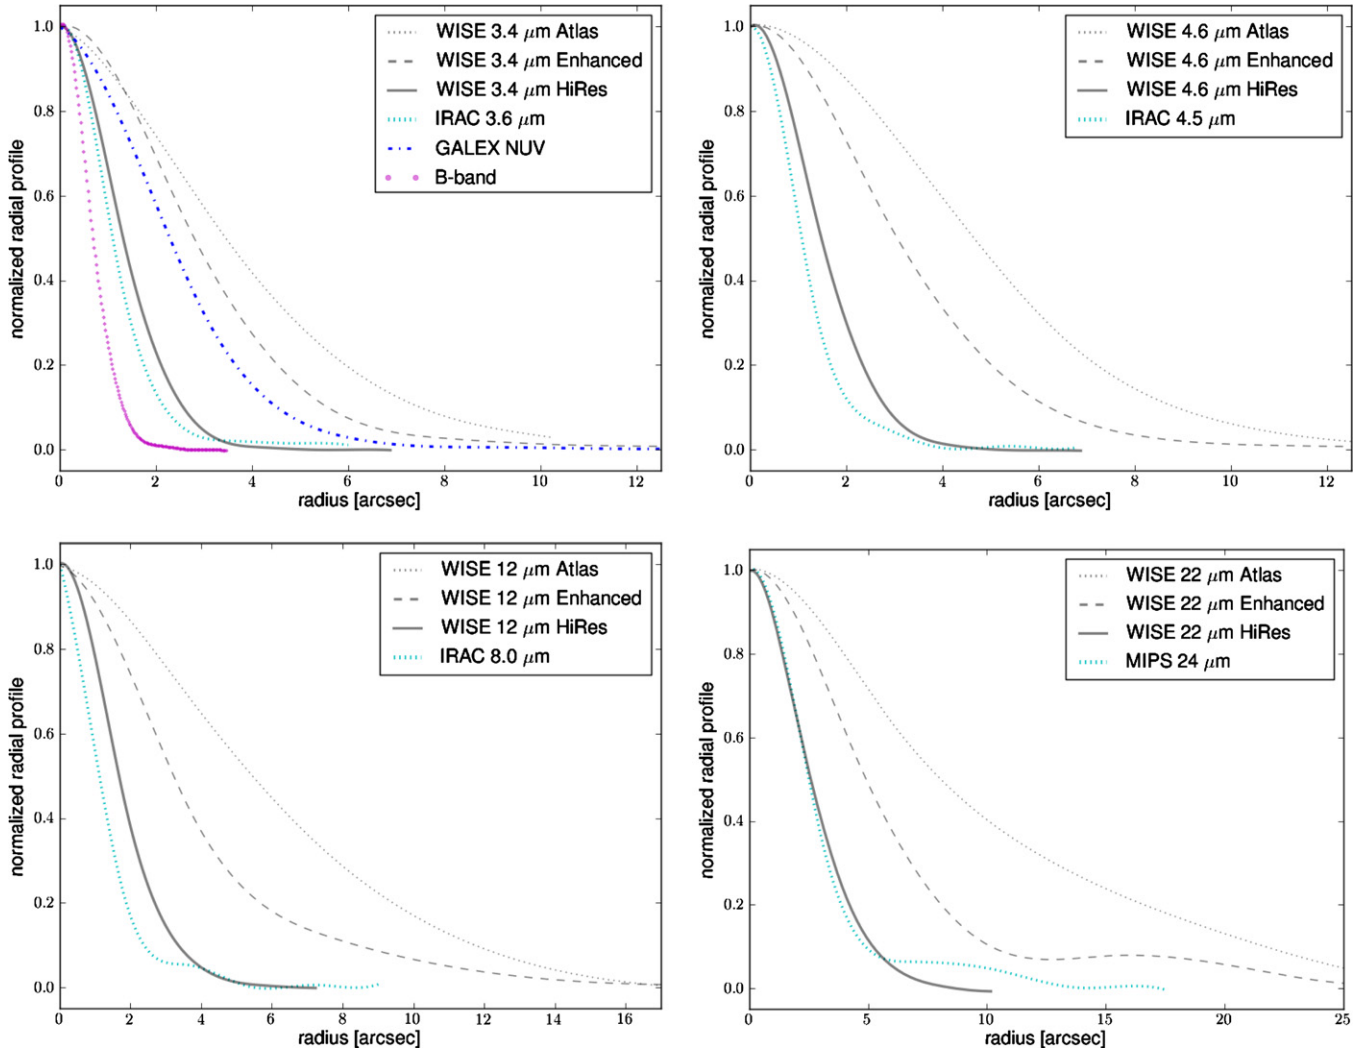 1.0
0.8
0.6
0.4
0.2
0.0
normalized radial profile
WISE 3.4 μm Atlas
WISE 3.4 μm Enhanced
WISE 3.4 μm HiRes
IRAC 3.6 μm
GALEX NUV
B-band
0 2 4 6 8 10 12
radius [arcsec]
1.0
0.8
0.6
0.4
0.2
0.0
normalized radial profile
WISE 4.6 μm Atlas
WISE 4.6 μm Enhanced
WISE 4.6 μm HiRes
IRAC 4.5 μm
0 2 4 6 8 10 12
radius [arcsec]
1.0
0.8
0.6
0.4
0.2
0.0
normalized radial profile
WISE 12 μm Atlas
WISE 12 μm Enhanced
WISE 12 μm HiRes
IRAC 8.0 μm
0 2 4 6 8 10 12 14 16
radius [arcsec]
1.0
0.8
0.6
0.4
0.2
0.0
normalized radial profile
WISE 22 μm Atlas
WISE 22 μm Enhanced
WISE 22 μm HiRes
MIPS 24 μm
0 5 10 15 20 25
radius [arcsec]